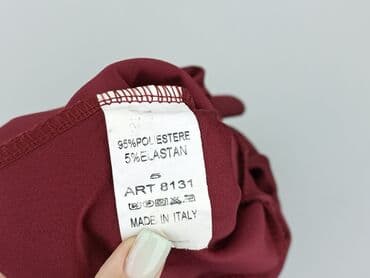 95%POLIESTERE
5%ELASTAN
S
ART 8131
MADE IN ITALY